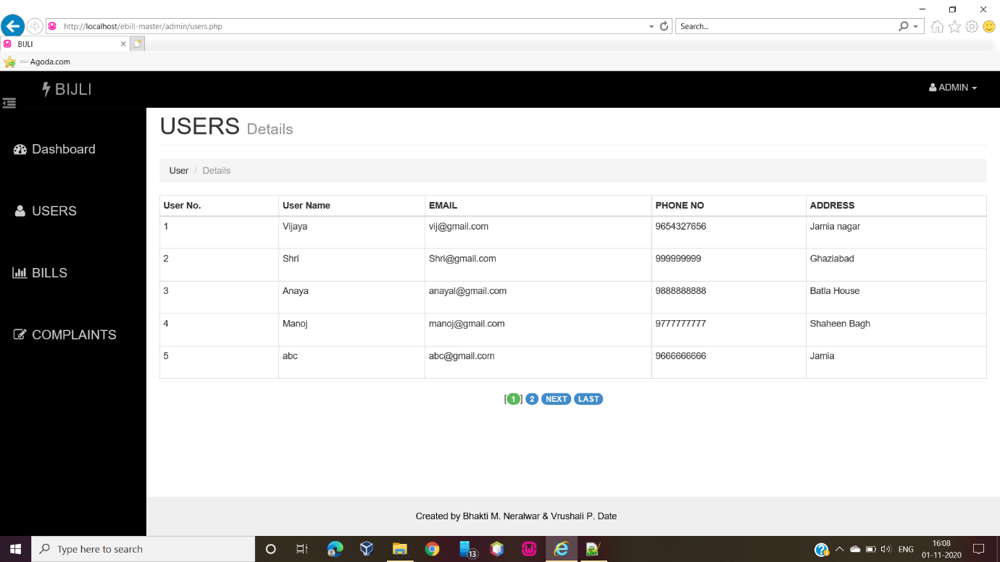 http://localhost/ebill-master/admin/users.php
Search...
BIJLI
Agoda.com
BIJLI
ADMIN
USERS Details
Dashboard
User / Details
USERS
User No. User Name EMAIL PHONE NO ADDRESS
1 Vijaya vij@gmail.com 9654327656 Jamia nagar
2 Shri Shri@gmail.com 999999999 Ghaziabad
BILLS
3 Anaya anayal@gmail.com 9888888888 Batla House
4 Manoj manoj@gmail.com 9777777777 Shaheen Bagh
COMPLAINTS
5 abc abc@gmail.com 9666666666 Jamia
[1] 2 NEXT LAST
Created by Bhakti M. Neralwar & Vrushali P. Date
Type here to search
13
ENG
16:08
01-11-2020